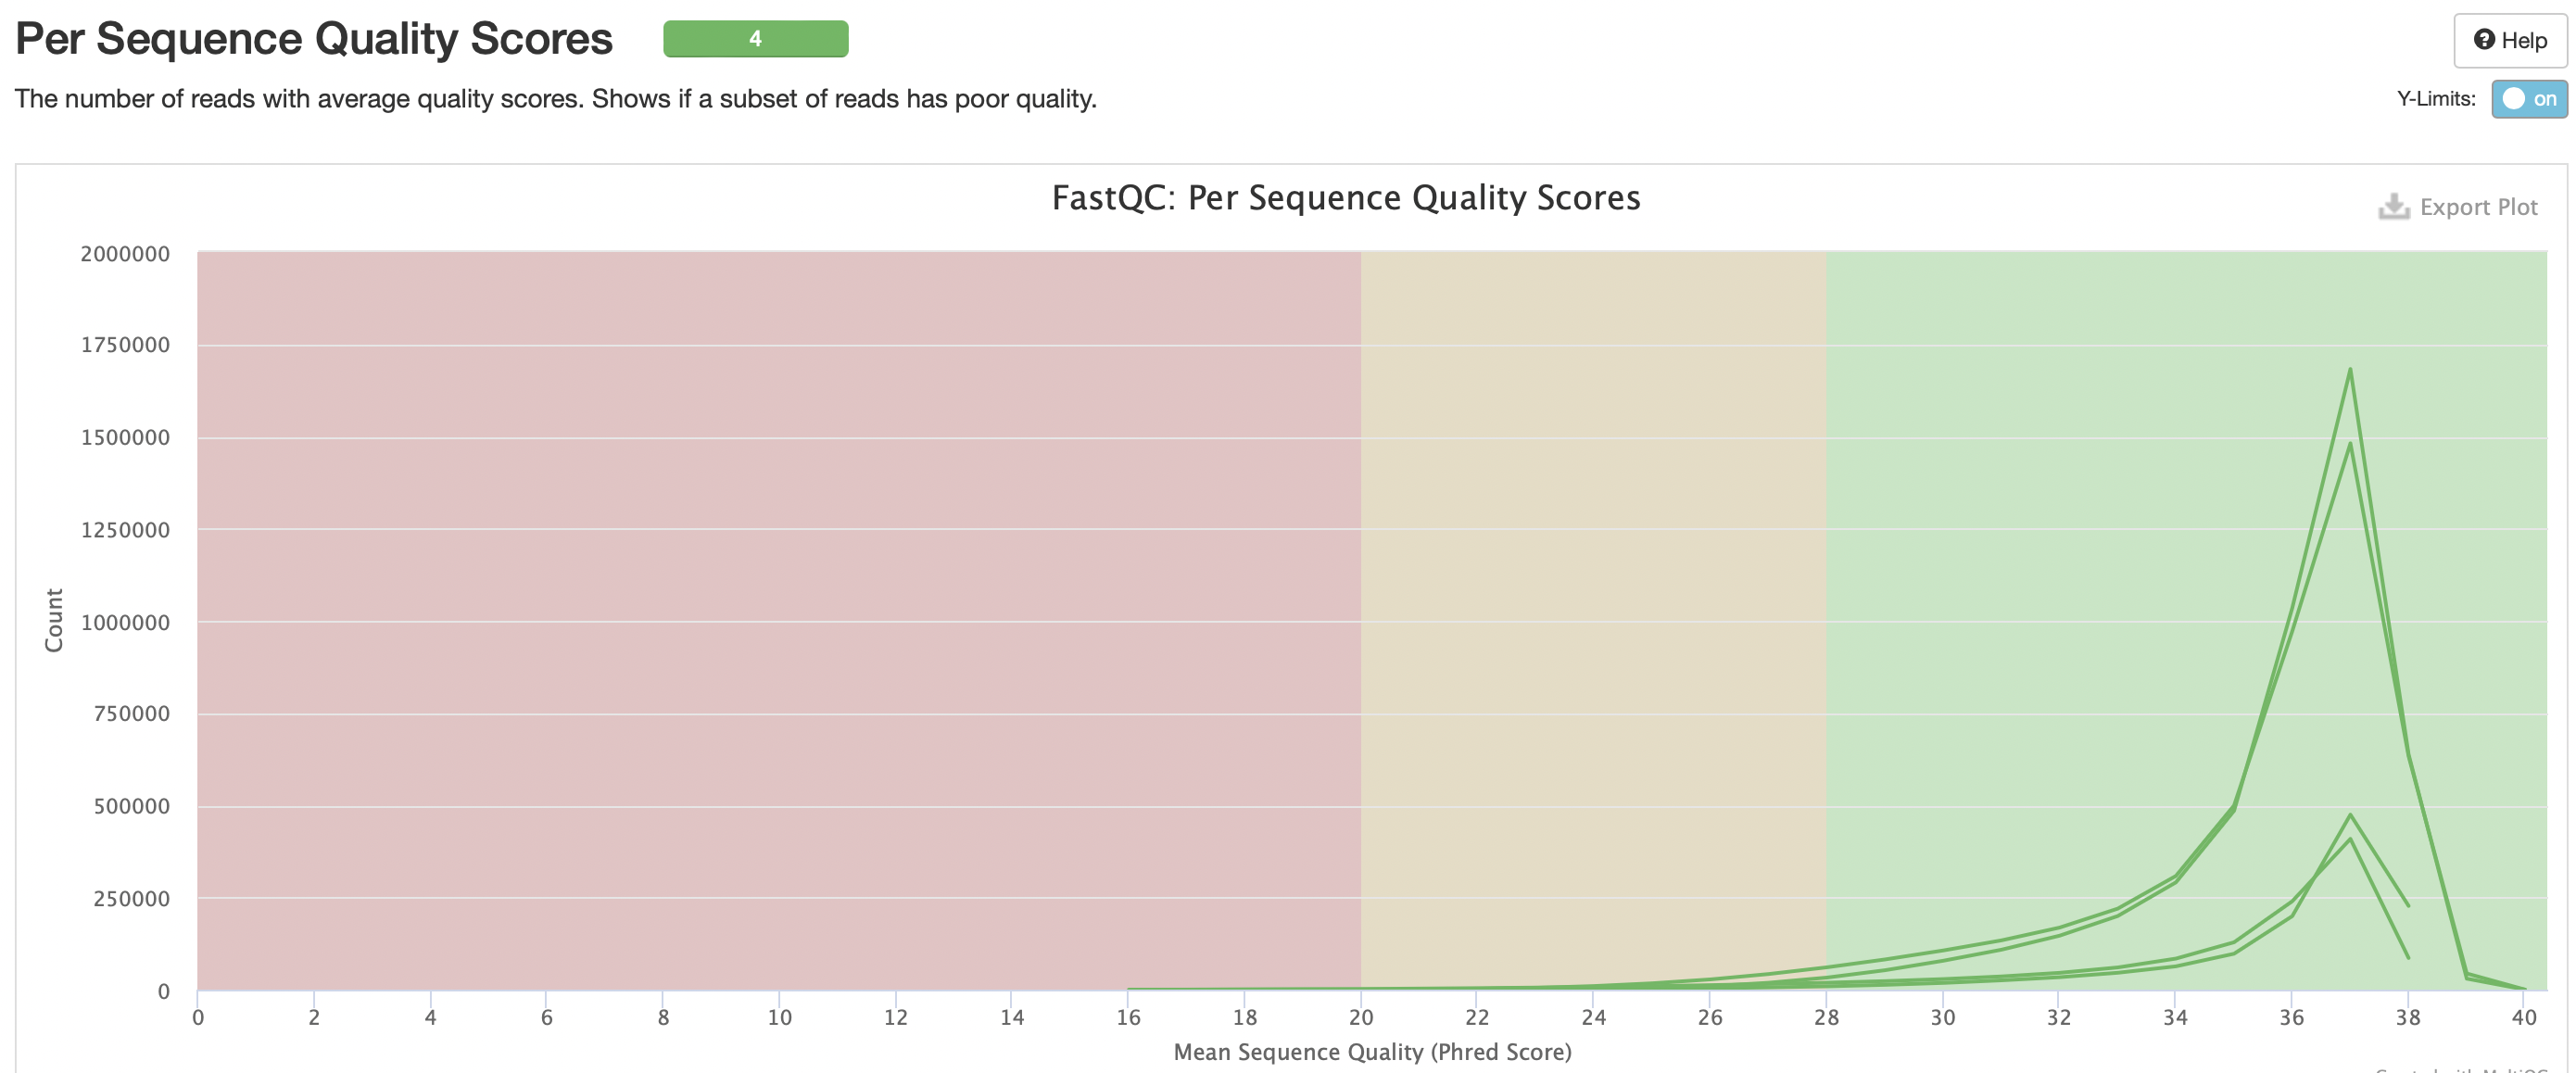 Per Sequence Quality Scores 4
Help
The number of reads with average quality scores. Shows if a subset of reads has poor quality.
Y-Limits: on
FastQC: Per Sequence Quality Scores
Export Plot
2000000
1750000
1500000
1250000
1000000
750000
500000
250000
0
Count
0 2 4 6 8 10 12 14 16 18 20 22 24 26 28 30 32 34 36 38 40
Mean Sequence Quality (Phred Score)